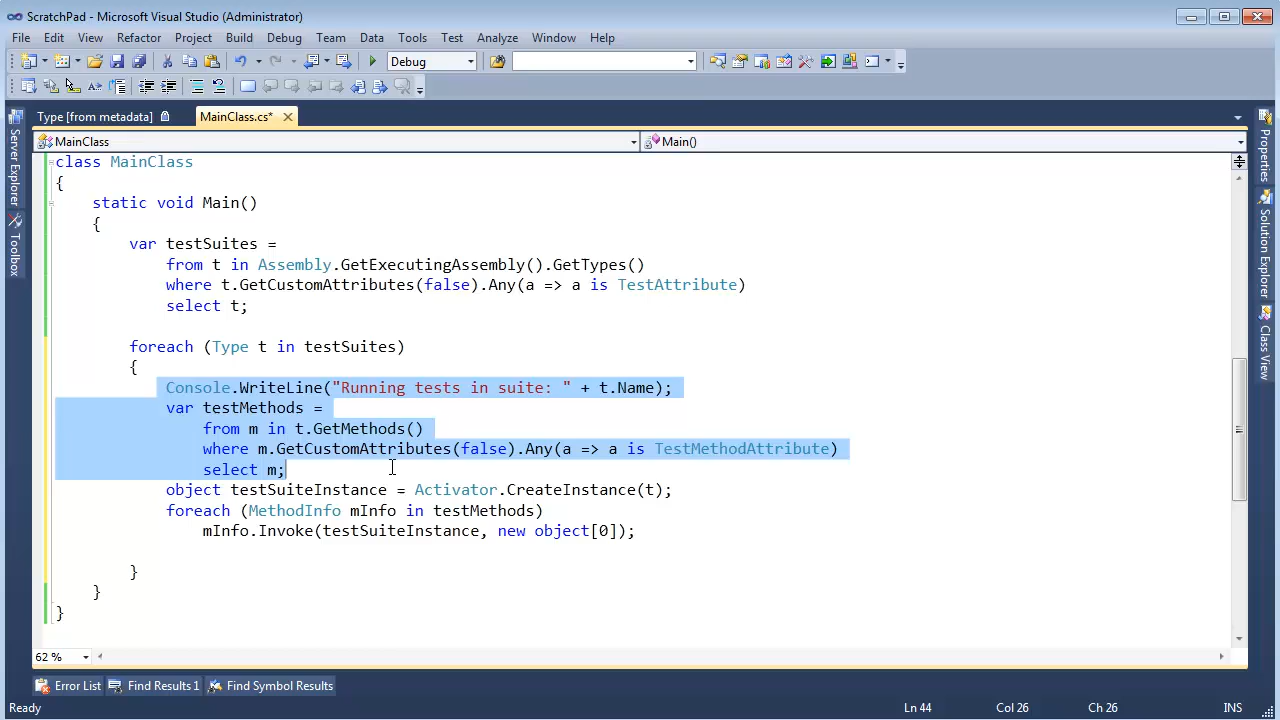 ScratchPad - Microsoft Visual Studio (Administrator)
File Edit View Refactor Project Build Debug Team Data Tools Test Analyze Window Help
Debug
Type [from metadata] MainClass.cs*
MainClass Main()
Server Explorer
Toolbox
class MainClass
{
static void Main()
{
var testSuites =
from t in Assembly.GetExecutingAssembly().GetTypes()
where t.GetCustomAttributes(false).Any(a => a is TestAttribute)
select t;
foreach (Type t in testSuites)
{
Console.WriteLine("Running tests in suite: " + t.Name);
var testMethods =
from m in t.GetMethods()
where m.GetCustomAttributes(false).Any(a => a is TestMethodAttribute)
select m;
object testSuiteInstance = Activator.CreateInstance(t);
foreach (MethodInfo mInfo in testMethods)
mInfo.Invoke(testSuiteInstance, new object[0]);
}
}
}
Properties
Solution Explorer
Class View
62 %
Error List Find Results 1 Find Symbol Results
Ready Ln 44 Col 26 Ch 26 INS